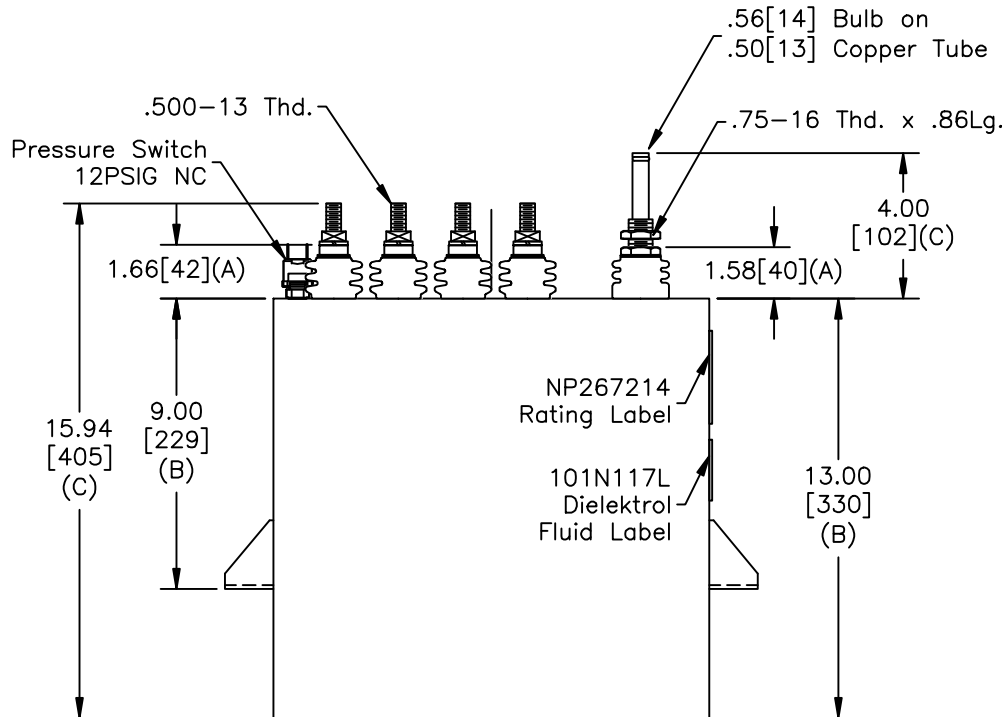 .56[14] Bulb on
.50[13] Copper Tube
.500-13 Thd.
.75-16 Thd. x .86Lg.
Pressure Switch
12PSIG NC
4.00
[102](C)
1.66[42](A)
1.58[40](A)
NP267214
Rating Label
15.94
[405]
(C)
9.00
[229]
(B)
101N117L
Dielektrol
Fluid Label
13.00
[330]
(B)